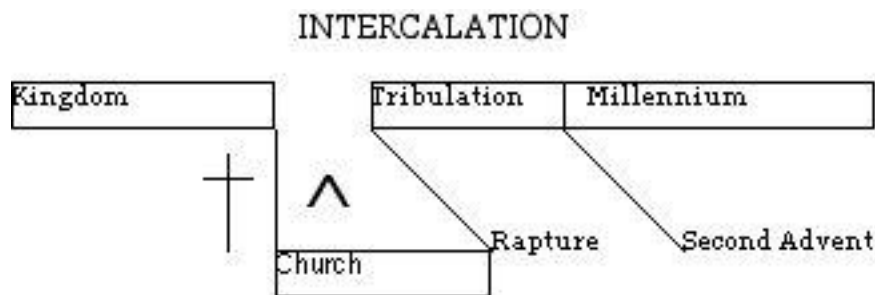 INTERCALATION
Kingdom Tribulation Millennium
Rapture Second Advent
Church